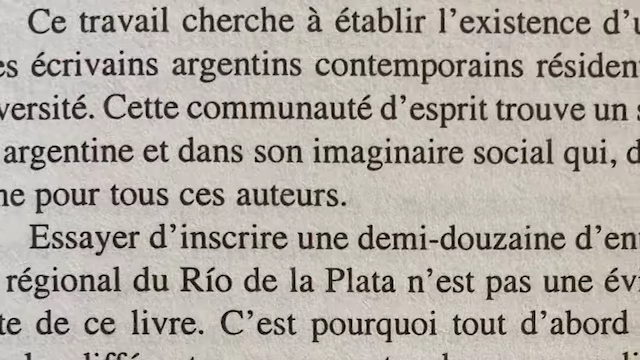 Ce travail cherche à établir l’existence d’u
es écrivains argentins contemporains résiden
versité. Cette communauté d’esprit trouve un s
argentine et dans son imaginaire social qui, d
ne pour tous ces auteurs.
Essayer d’inscrire une demi-douzaine d’en
régional du Río de la Plata n’est pas une évi
te de ce livre. C’est pourquoi tout d’abord